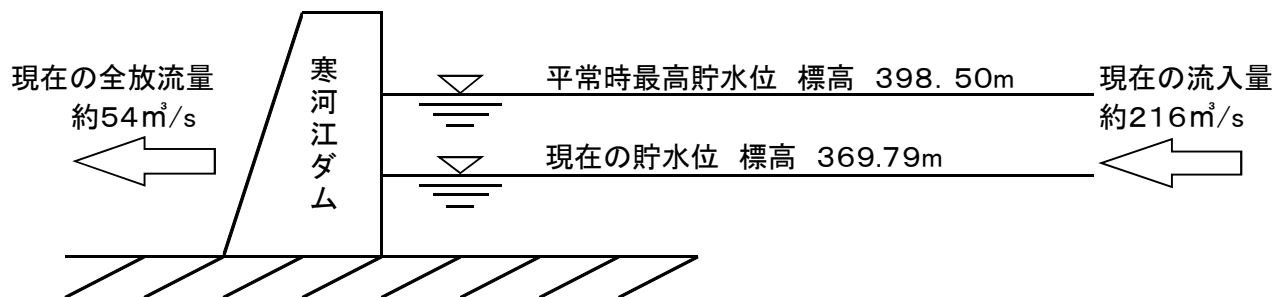 現在の全放流量
約54㎥/s
寒河江ダム
平常時最高貯水位 標高 398.50m
現在の貯水位 標高 369.79m
現在の流入量
約216㎥/s